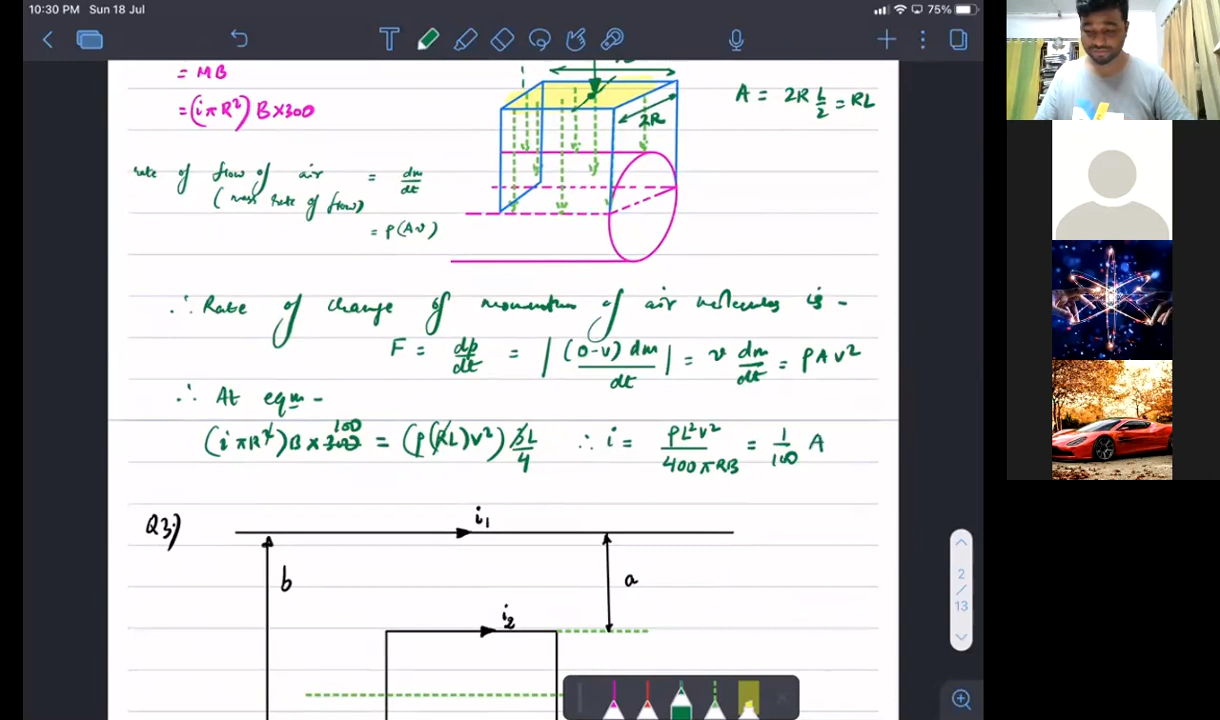 10:30 PM Sun 18 Jul
75%
= MB
= (iπR²) B×300
A = 2R L/2 = RL
2R
rate of flow of air = dm/dt
(mass rate of flow)
= ρ(Av)
∴ Rate of change of momentum of air molecules is -
F = dp/dt = |(0-v) dm/dt| = v dm/dt = ρAv²
∴ At eqm -
(iπR²)B × 300 100 = (ρ(RL)v²) 3L/4 ∴ i = ρL²v²/400πRB = 1/100 A
Q3)
i₁
b
a
i₂
2
/
13